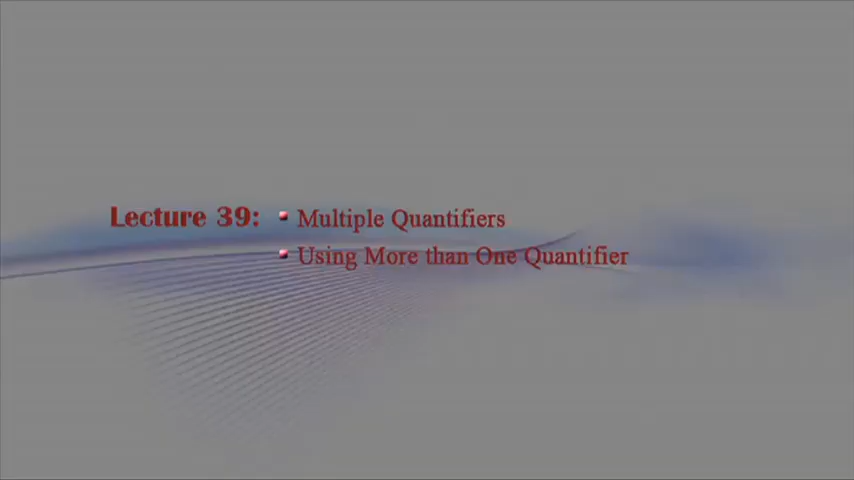 Lecture 39: • Multiple Quantifiers
• Using More than One Quantifier